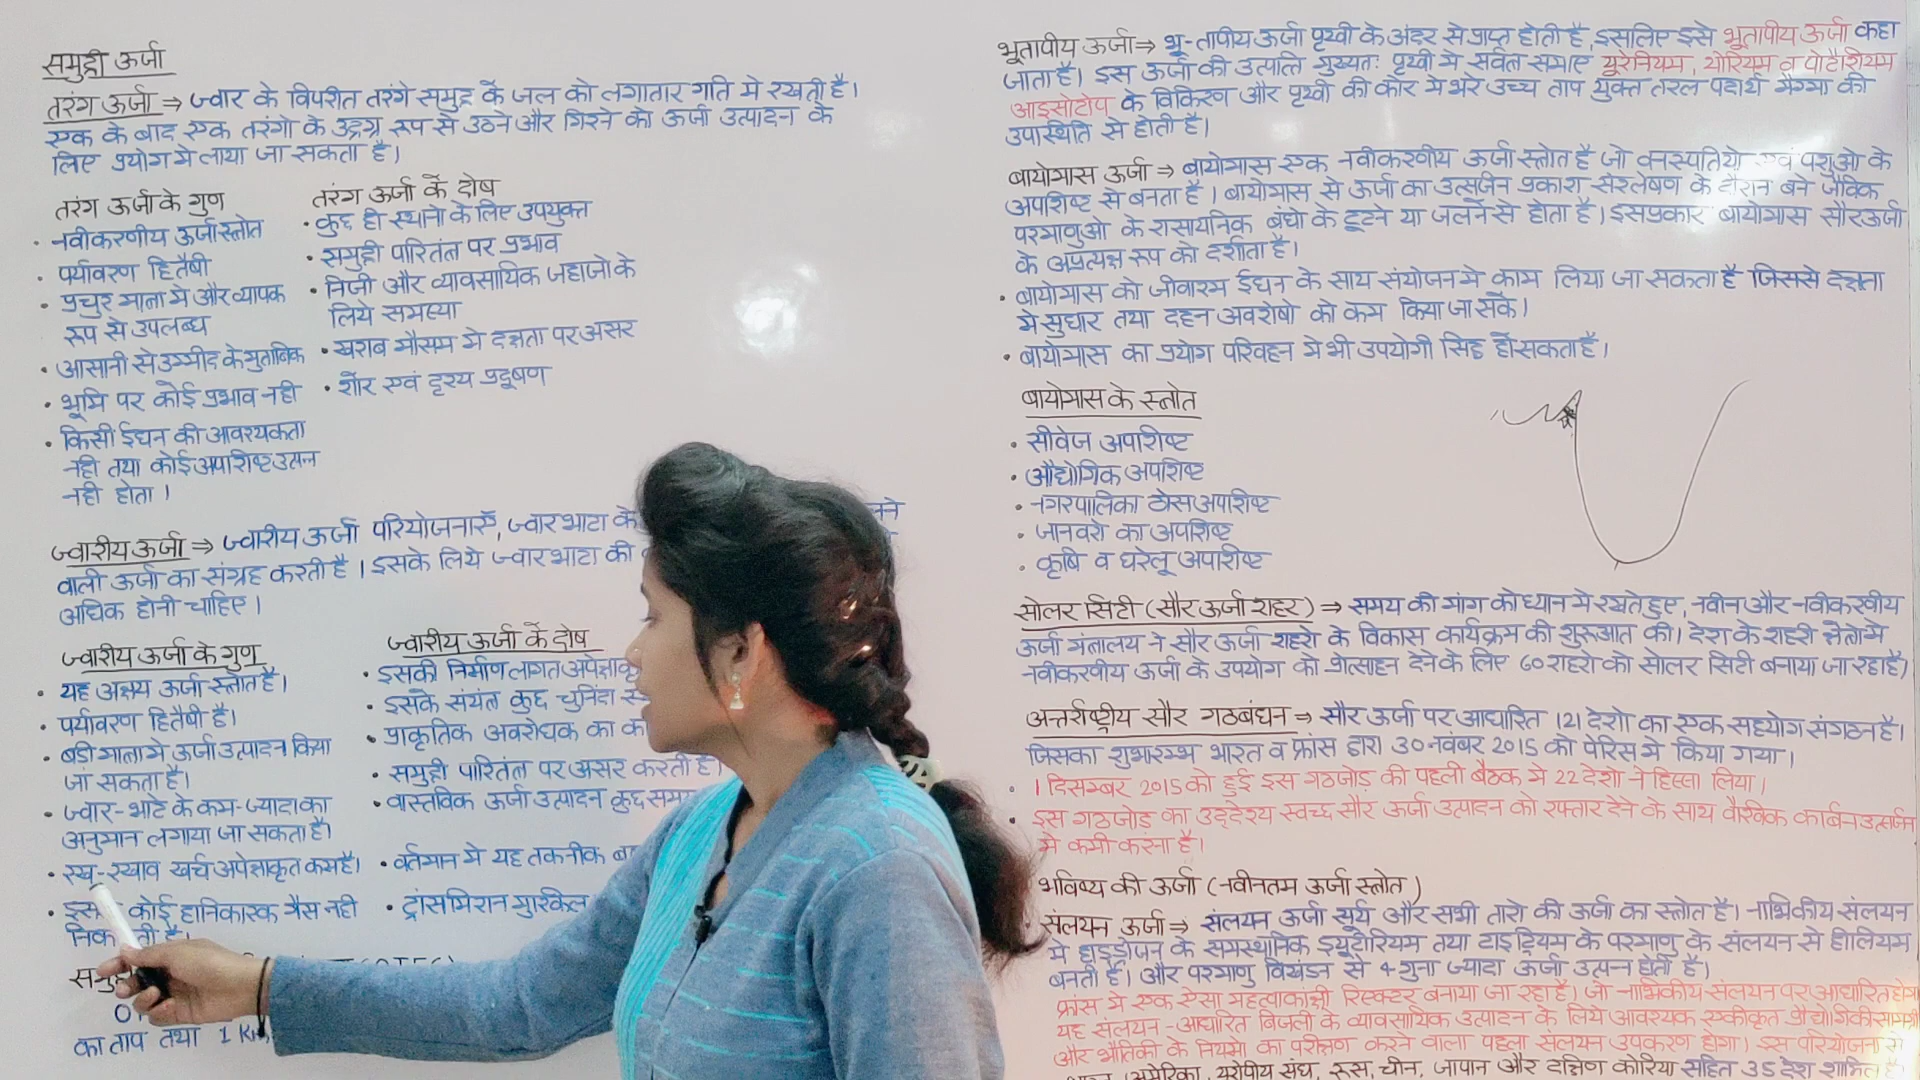 समुद्री ऊर्जा
तरंग ऊर्जा ⇒ ज्वार के विपरीत तरंगे समुद्र के जल को लगातार गति मे रखती है।
एक के बाद एक तरंगो के उदग्र रूप से उठने और गिरने को ऊर्जा उत्पादन के
लिए प्रयोग मे लाया जा सकता है।
तरंग ऊर्जा के गुण
• नवीकरणीय ऊर्जा स्त्रोत
• पर्यावरण हितैषी
• प्रचुर मात्रा मे और व्यापक
रूप से उपलब्ध
• आसानी से उम्मीद के मुताबिक
• भूमि पर कोई प्रभाव नही
• किसी ईंधन की आवश्यकता
नही तथा कोई अपशिष्ट उत्पन्न
नही होता।
तरंग ऊर्जा के दोष
• कुछ ही स्थानो के लिए उपयुक्त
• समुद्री पारितंत्र पर प्रभाव
• निजी और व्यावसायिक जहाजो के
लिये समस्या
• खराब मौसम मे दक्षता पर असर
• शोर एवं दृश्य प्रदूषण
ज्वारीय ऊर्जा ⇒ ज्वारीय ऊर्जा परियोजनाएँ, ज्वार भाटा के
वाली ऊर्जा का संग्रह करती है। इसके लिये ज्वार भाटा की
अधिक होनी चाहिए।
ज्वारीय ऊर्जा के गुण
• यह अक्षय ऊर्जा स्त्रोत है।
• पर्यावरण हितैषी है।
• बडी मात्रा मे ऊर्जा उत्पादन किया
जा सकता है।
• ज्वार-भाटे के कम-ज्यादा का
अनुमान लगाया जा सकता है।
• रख-रखाव खर्च अपेक्षाकृत कम है।
• कोई हानिकारक गैस नही
ज्वारीय ऊर्जा के दोष
• इसकी निर्माण लागत
• इसके संयंत्र कुछ चुनिंदा
• प्राकृतिक अवरोधक का
• समुद्री पारितंत्र पर असर करती है।
• वास्तविक ऊर्जा उत्पादन कुछ समय
• वर्तमान मे यह तकनीक
• ट्रांसमिशन मुश्किल
का ताप तथा 1
भूतापीय ऊर्जा ⇒ भू-तापीय ऊर्जा पृथ्वी के अंदर से प्राप्त होती है, इसलिए इसे भूतापीय ऊर्जा कहा
जाता है। इस ऊर्जा की उत्पत्ति मुख्यतः पृथ्वी मे सर्वत्र समाए यूरेनियम, थोरियम व पोटैशियम
आइसोटोप के विकिरण और पृथ्वी की कोर मे भरे उच्च ताप युक्त तरल पदार्थ मैग्मा की
उपस्थिति से होती है।
बायोमास ऊर्जा ⇒ बायोमास एक नवीकरणीय ऊर्जा स्त्रोत है जो वनस्पतियो एवं पशुओ के
अपशिष्ट से बनता है। बायोमास से ऊर्जा का उत्सर्जन प्रकाश-संश्लेषण के दौरान बने जैविक
परमाणुओ के रासायनिक बंधो के टूटने या जलने से होता है। इसप्रकार बायोमास सौर ऊर्जा
के अप्रत्यक्ष रूप को दर्शाता है।
• बायोमास को जीवाश्म ईंधन के साथ संयोजन मे काम लिया जा सकता है जिससे दक्षता
मे सुधार तथा दहन अवशेषो को कम किया जा सके।
• बायोमास का प्रयोग परिवहन मे भी उपयोगी सिद्ध हो सकता है।
बायोमास के स्त्रोत
• सीवेज अपशिष्ट
• औद्योगिक अपशिष्ट
• नगरपालिका ठोस अपशिष्ट
• जानवरो का अपशिष्ट
• कृषि व घरेलू अपशिष्ट
सोलर सिटी (सौर ऊर्जा शहर) ⇒ समय की मांग को ध्यान मे रखते हुए, नवीन और नवीकरणीय
ऊर्जा मंत्रालय ने सौर ऊर्जा शहरो के विकास कार्यक्रम की शुरूआत की। देश के शहरी क्षेत्रो मे
नवीकरणीय ऊर्जा के उपयोग को प्रोत्साहन देने के लिए 60 शहरो को सोलर सिटी बनाया जा रहा है)
अन्तर्राष्ट्रीय सौर गठबंधन ⇒ सौर ऊर्जा पर आधारित 121 देशो का एक सहयोग संगठन है।
जिसका शुभारम्भ भारत व फ्रांस द्वारा 30 नवंबर 2015 को पेरिस मे किया गया।
• 1 दिसम्बर 2015 को हुई इस गठजोड़ की पहली बैठक मे 22 देशो ने हिस्सा लिया।
• इस गठजोड़ का उद्देश्य स्वच्छ सौर ऊर्जा उत्पादन को रफ्तार देने के साथ वैश्विक कार्बन उत्सर्जन
मे कमी करना है।
भविष्य की ऊर्जा (नवीनतम ऊर्जा स्त्रोत)
संलयन ऊर्जा ⇒ संलयन ऊर्जा सूर्य और सभी तारो की ऊर्जा का स्त्रोत है। नाभिकीय संलयन
मे हाइड्रोजन के समस्थानिक ड्यूटोरियम तथा टाइट्रियम के परमाणु के संलयन से हीलियम
बनती है। और परमाणु विखंडन से 4 गुना ज्यादा ऊर्जा उत्पन्न होती है।
फ्रांस मे एक ऐसा महत्वाकांक्षी रिएक्टर बनाया जा रहा है। जो नाभिकीय संलयन पर आधारित होगा
यह संलयन-आधारित बिजली के व्यावसायिक उत्पादन के लिये आवश्यक एकीकृत प्रौद्योगिकी सामग्री
और भौतिकी के नियमो का परीक्षण करने वाला पहला संलयन उपकरण होगा। इस परियोजना मे
अमेरिका, यूरोपीय संघ, रूस, चीन, जापान और दक्षिण कोरिया सहित 35 देश शामिल है।